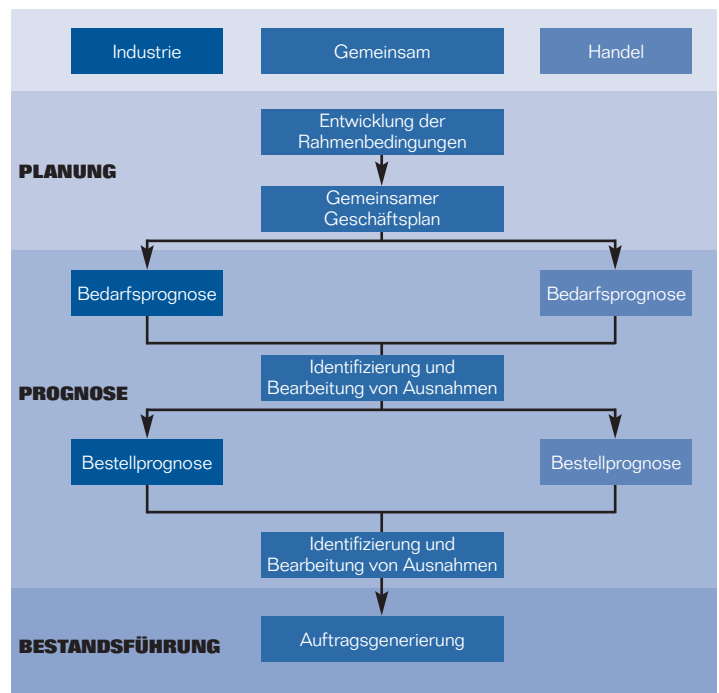 Industrie
Gemeinsam
Handel
Entwicklung der
Rahmenbedingungen
PLANUNG
Gemeinsamer
Geschäftsplan
Bedarfsprognose
Bedarfsprognose
Identifizierung und
Bearbeitung von Ausnahmen
PROGNOSE
Bestellprognose
Bestellprognose
Identifizierung und
Bearbeitung von Ausnahmen
Auftragsgenerierung
BESTANDSFÜHRUNG